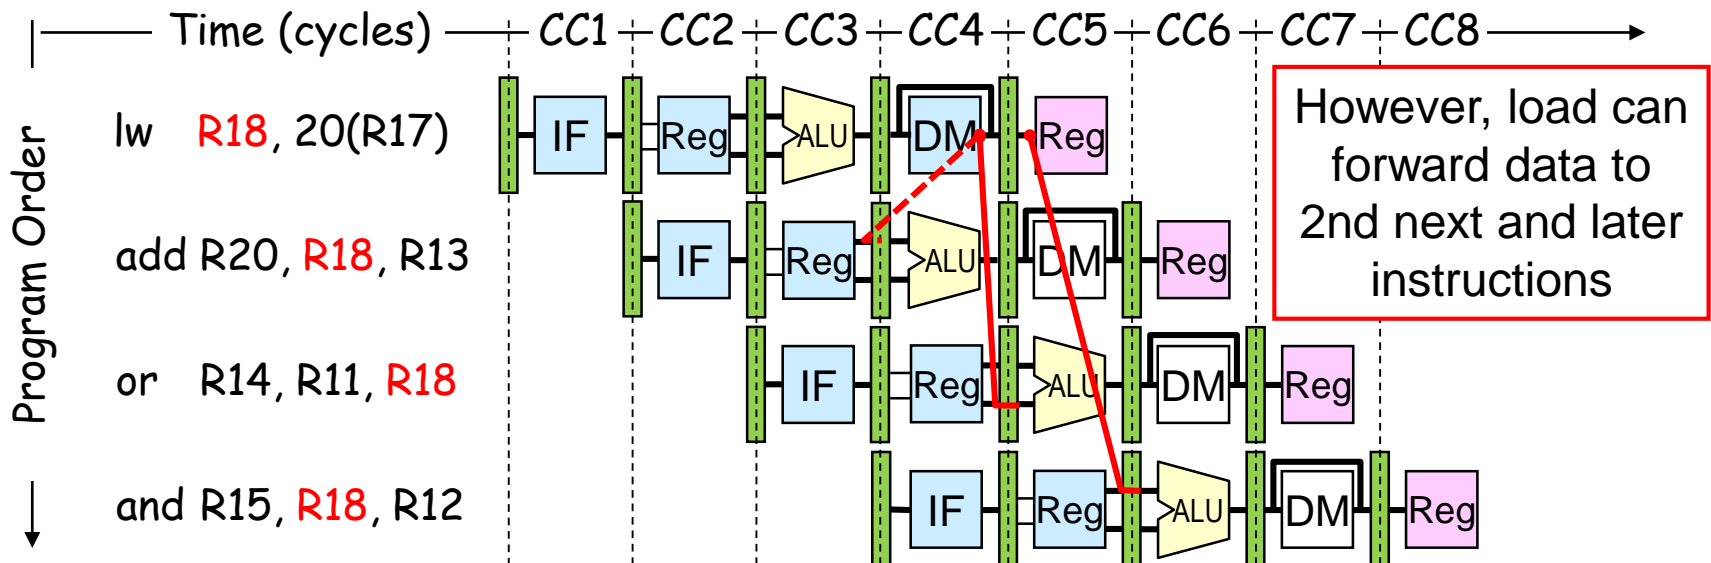 Time (cycles) CC1 CC2 CC3 CC4 CC5 CC6 CC7 CC8
Program Order
lw R18, 20(R17) IF Reg ALU DM Reg
add R20, R18, R13 IF Reg ALU DM Reg
or R14, R11, R18 IF Reg ALU DM Reg
and R15, R18, R12 IF Reg ALU DM Reg
However, load can
forward data to
2nd next and later
instructions